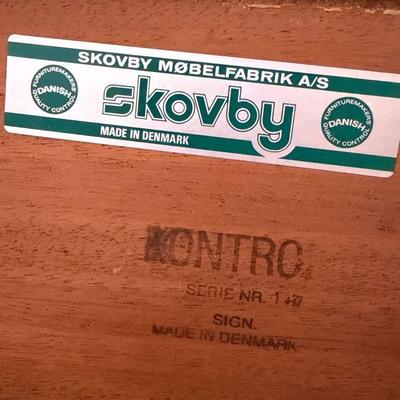 SKOVBY MØBELFABRIK A/S
FURNITUREMAKERS
DANISH
QUALITY CONTROL
skovby
MADE IN DENMARK
FURNITUREMAKERS
DANISH
QUALITY CONTROL
KONTROL
SERIE NR.
SIGN.
MADE IN DENMARK